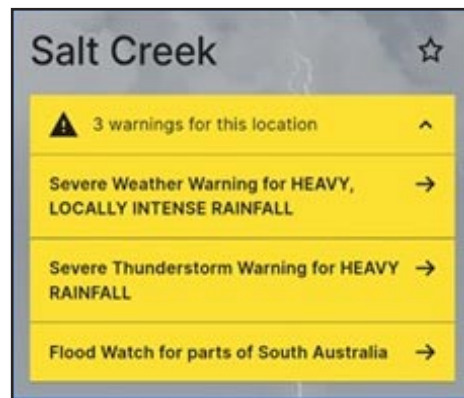 Salt Creek
3 warnings for this location
Severe Weather Warning for HEAVY,
LOCALLY INTENSE RAINFALL
Severe Thunderstorm Warning for HEAVY
RAINFALL
Flood Watch for parts of South Australia